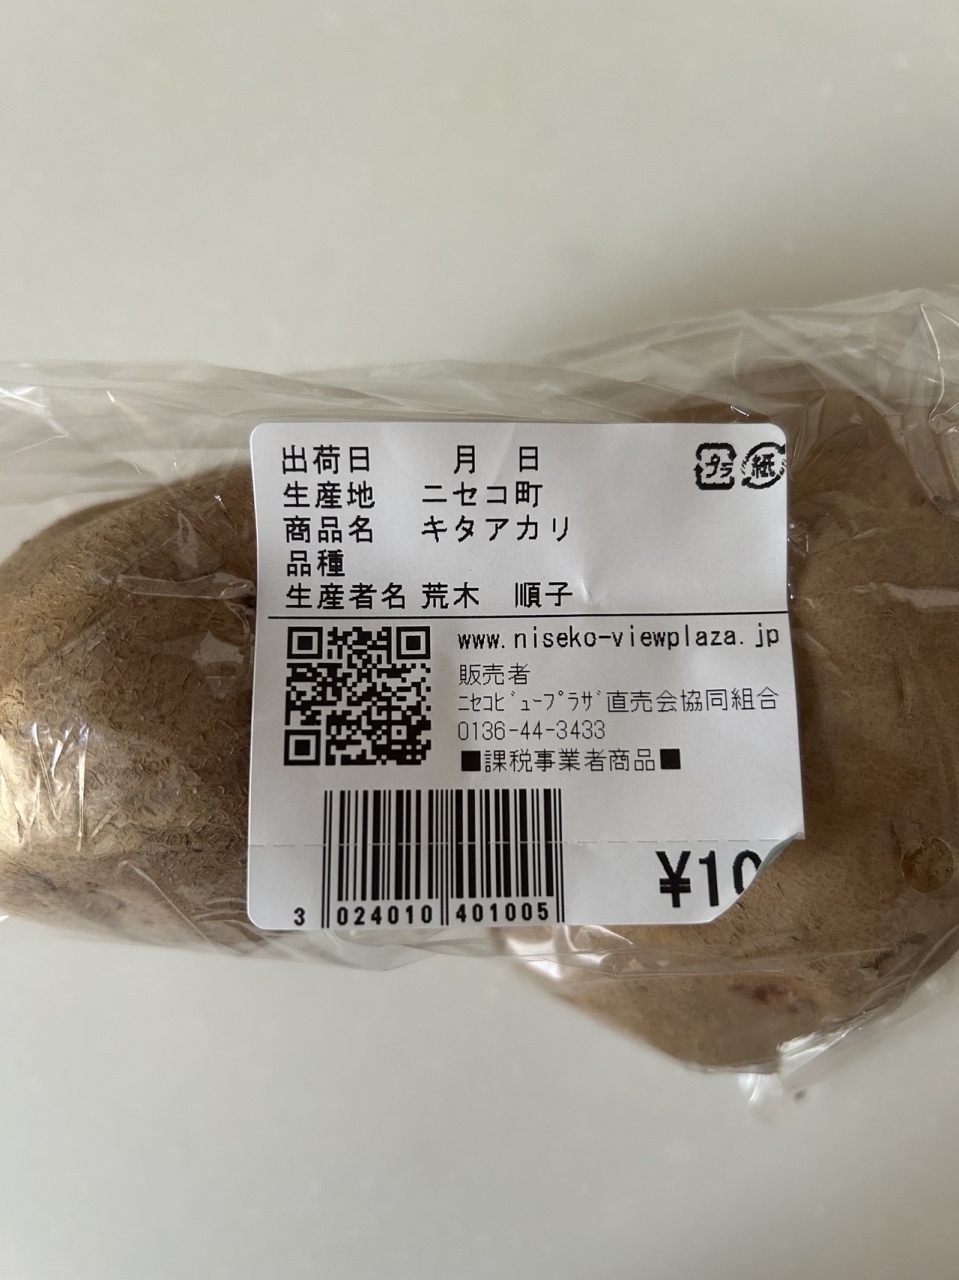 出荷日 月 日
プラ 紙
生産地 ニセコ町
商品名 キタアカリ
品種
生産者名 荒木 順子
www.niseko-viewplaza.jp
販売者
ﾆｾｺﾋﾞｭｰﾌﾟﾗｻﾞ直売会協同組合
0136-44-3433
■課税事業者商品■
¥10
3 024010 401005